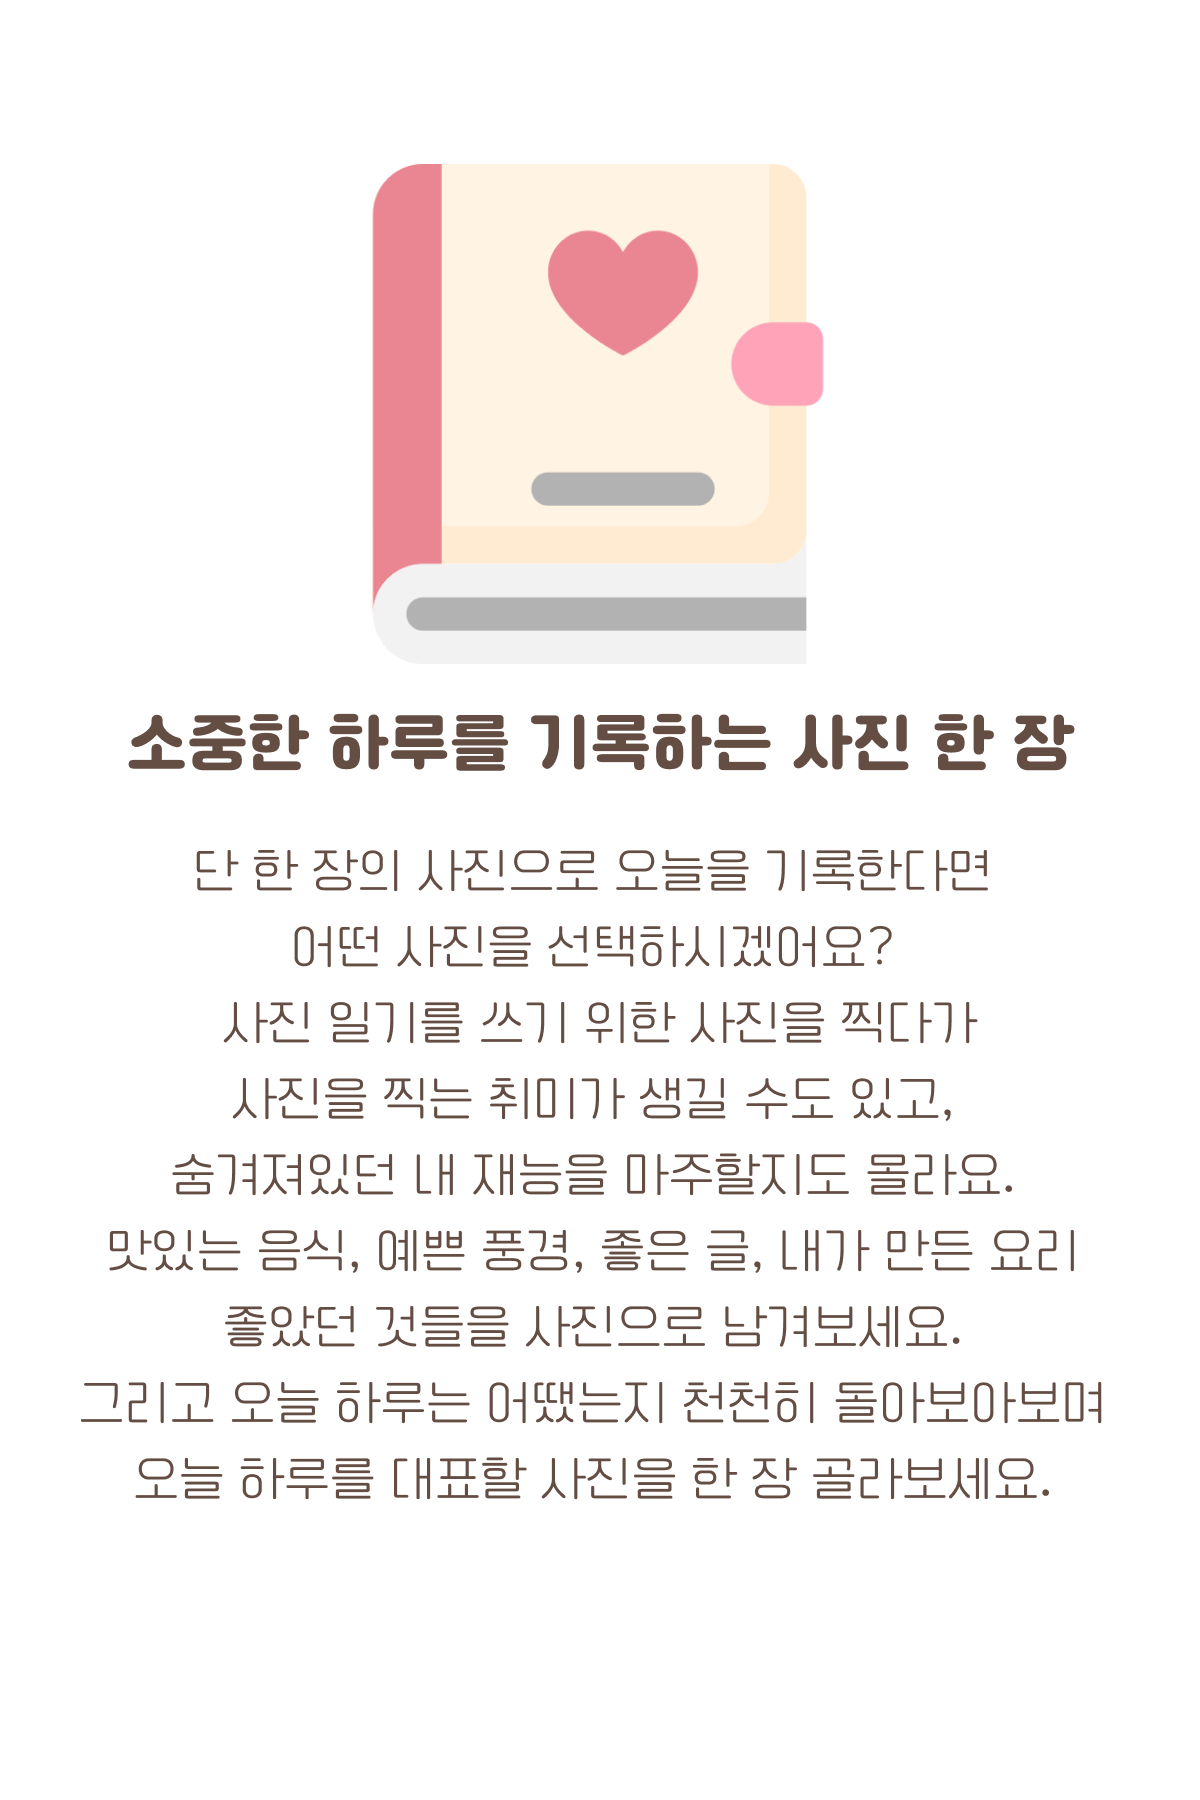 소중한 하루를 기록하는 사진 한 장
단 한 장의 사진으로 오늘을 기록한다면
어떤 사진을 선택하시겠어요?
사진 일기를 쓰기 위한 사진을 찍다가
사진을 찍는 취미가 생길 수도 있고,
숨겨져있던 내 재능을 마주할지도 몰라요.
맛있는 음식, 예쁜 풍경, 좋은 글, 내가 만든 요리
좋았던 것들을 사진으로 남겨보세요.
그리고 오늘 하루는 어땠는지 천천히 돌아보아보며
오늘 하루를 대표할 사진을 한 장 골라보세요.